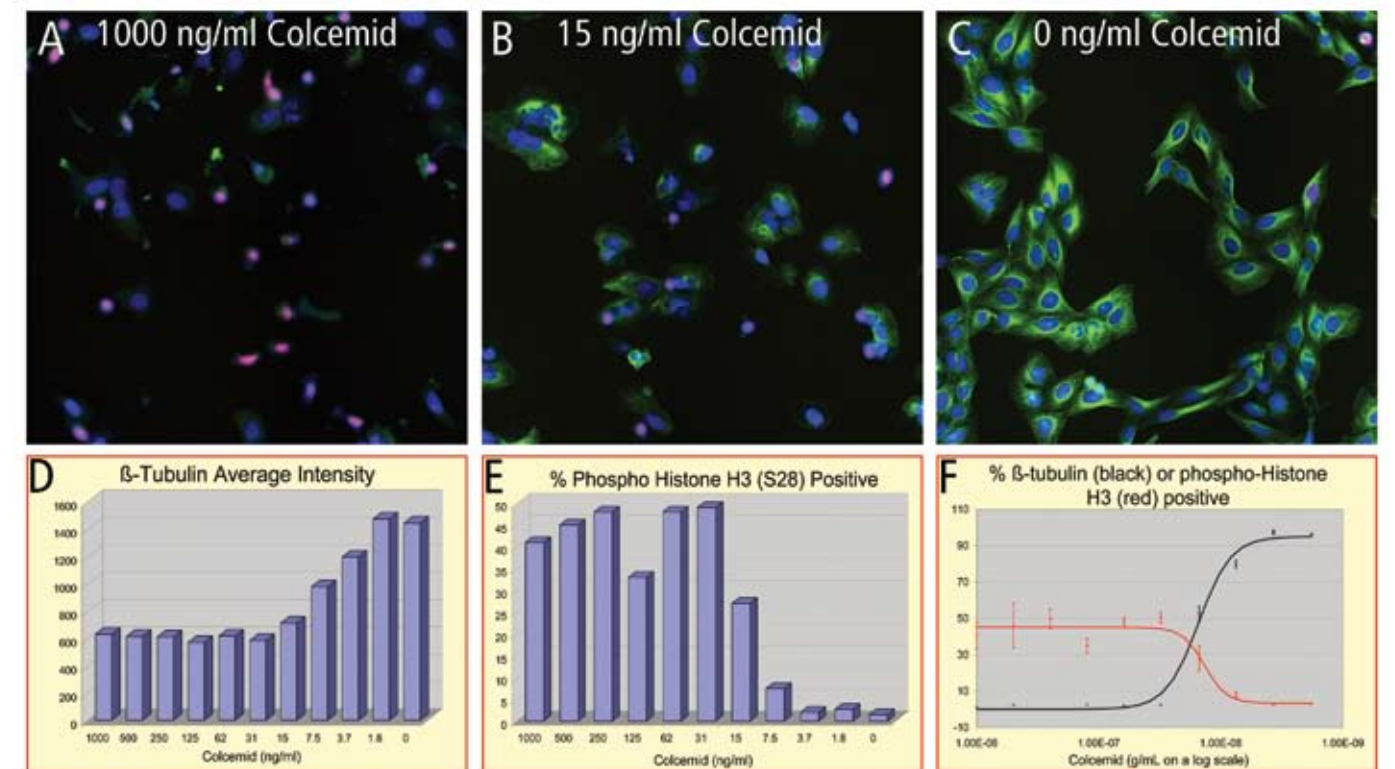 A 1000 ng/ml Colcemid
B 15 ng/ml Colcemid
C 0 ng/ml Colcemid
D ß-Tubulin Average Intensity
1600
1400
1200
1000
800
600
400
200
0
1000 500 250 125 62 31 15 7.5 3.7 1.8 0
Colcemid (ng/ml)
E % Phospho Histone H3 (S28) Positive
50
45
40
35
30
25
20
15
10
5
0
1000 500 250 125 62 31 15 7.5 3.7 1.8 0
Colcemid (ng/ml)
F % ß-tubulin (black) or phospho-Histone
H3 (red) positive
110
90
70
50
30
10
-10
1.00E-06 1.00E-07 1.00E-08 1.00E-09
Colcemid (g/mL on a log scale)